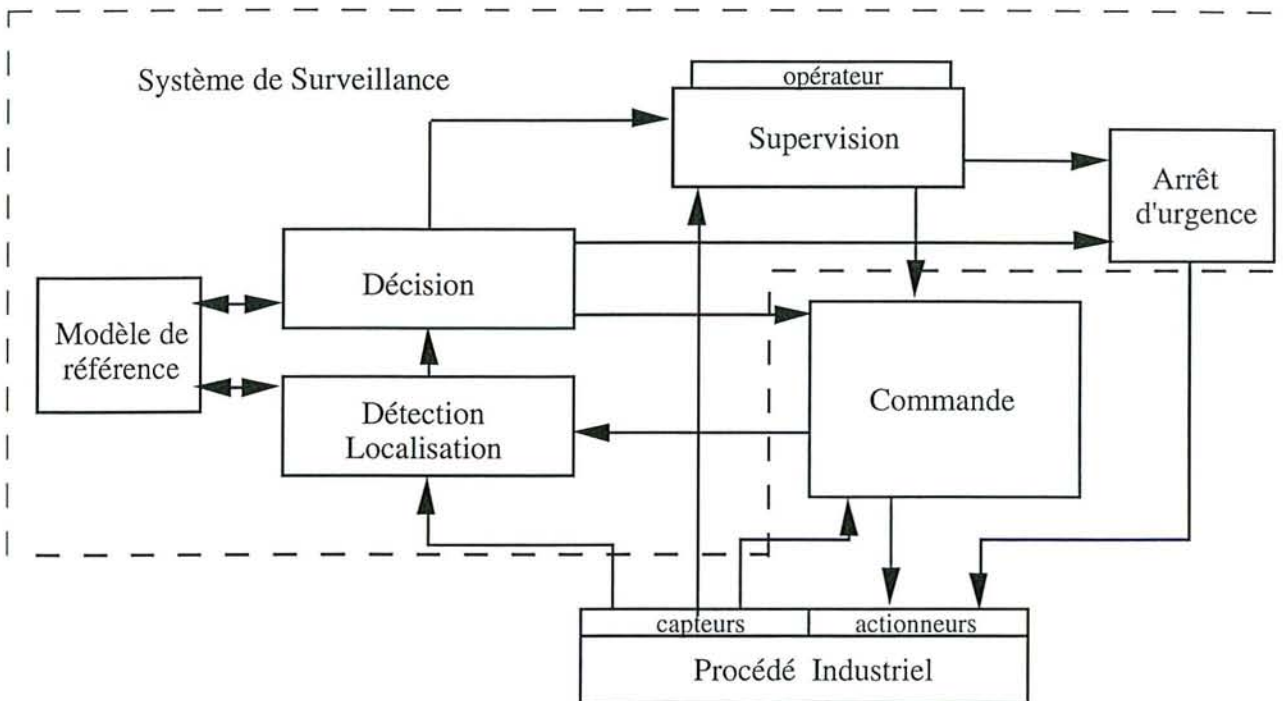 Système de Surveillance
opérateur
Supervision
Arrêt
d'urgence
Décision
Modèle de
référence
Détection
Localisation
Commande
capteurs
actionneurs
Procédé Industriel